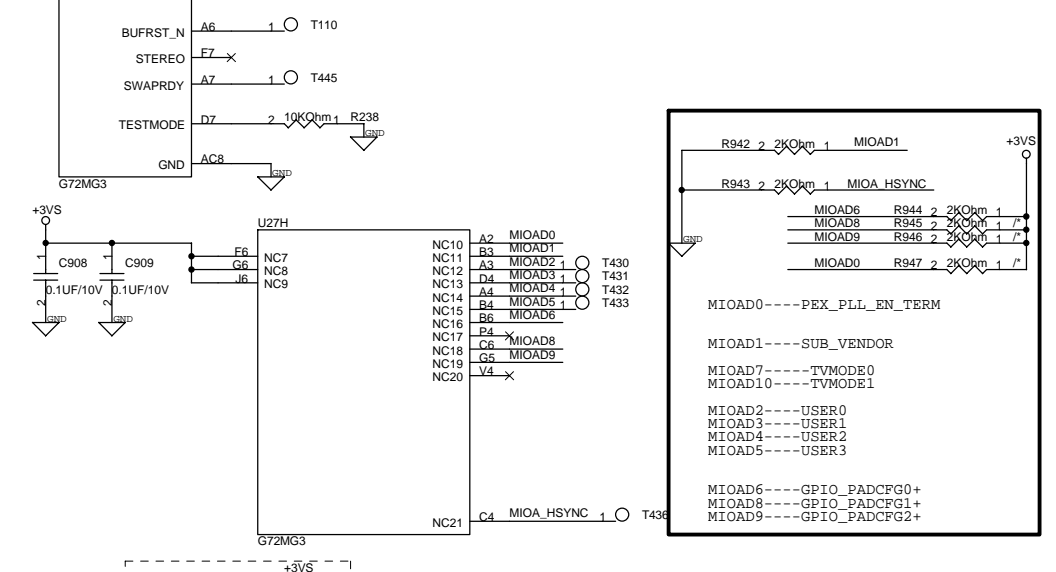 BUFRST_N A6 1 T110
STEREO F7
SWAPRDY A7 1 T445
TESTMODE D7 2 10KOhm 1 R238
GND
GND AC8
GND
G72MG3
+3VS
1 C908 1 C909
0.1UF/10V 0.1UF/10V
2 2
GND GND
U27H
F6 NC7
G6 NC8
J6 NC9
NC10 A2 MIOAD0
NC11 B3 MIOAD1
NC12 A3 MIOAD2 1 T430
NC13 D4 MIOAD3 1 T431
NC14 A4 MIOAD4 1 T432
NC15 B4 MIOAD5 1 T433
NC16 B6 MIOAD6
NC17 P4
NC18 C6 MIOAD8
NC19 G5 MIOAD9
NC20 V4
NC21 C4 MIOA_HSYNC 1 T436
G72MG3
+3VS
+3VS
R942 2 2KOhm 1 MIOAD1
R943 2 2KOhm 1 MIOA_HSYNC
MIOAD6 R944 2 2KOhm 1
MIOAD8 R945 2 2KOhm 1 /*
MIOAD9 R946 2 2KOhm 1 /*
GND
MIOAD0 R947 2 2KOhm 1 /*
MIOAD0----PEX_PLL_EN_TERM
MIOAD1----SUB_VENDOR
MIOAD7-----TVMODE0
MIOAD10----TVMODE1
MIOAD2----USER0
MIOAD3----USER1
MIOAD4----USER2
MIOAD5----USER3
MIOAD6----GPIO_PADCFG0+
MIOAD8----GPIO_PADCFG1+
MIOAD9----GPIO_PADCFG2+